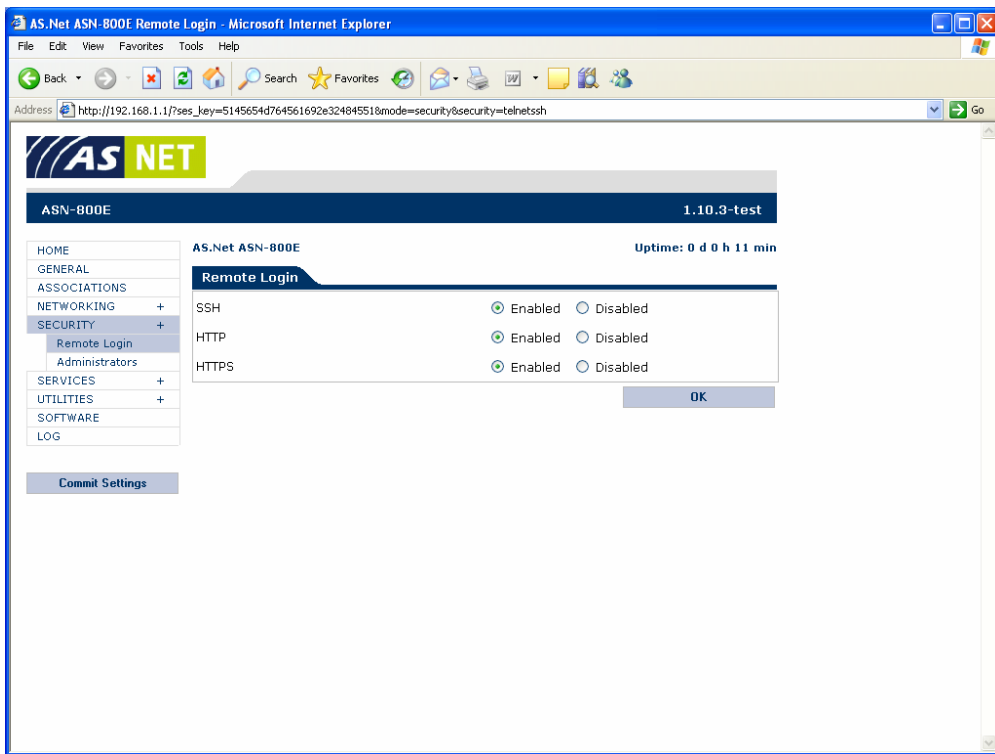 AS.Net ASN-800E Remote Login - Microsoft Internet Explorer
File Edit View Favorites Tools Help
Back Search Favorites
Address http://192.168.1.1/?ses_key=5145654d764561692e32484551&mode=security&security=telnetssh Go
AS NET
ASN-800E 1.10.3-test
HOME
GENERAL
ASSOCIATIONS
NETWORKING +
SECURITY +
Remote Login
Administrators
SERVICES +
UTILITIES +
SOFTWARE
LOG
Commit Settings
AS.Net ASN-800E Uptime: 0 d 0 h 11 min
Remote Login
SSH Enabled Disabled
HTTP Enabled Disabled
HTTPS Enabled Disabled
OK